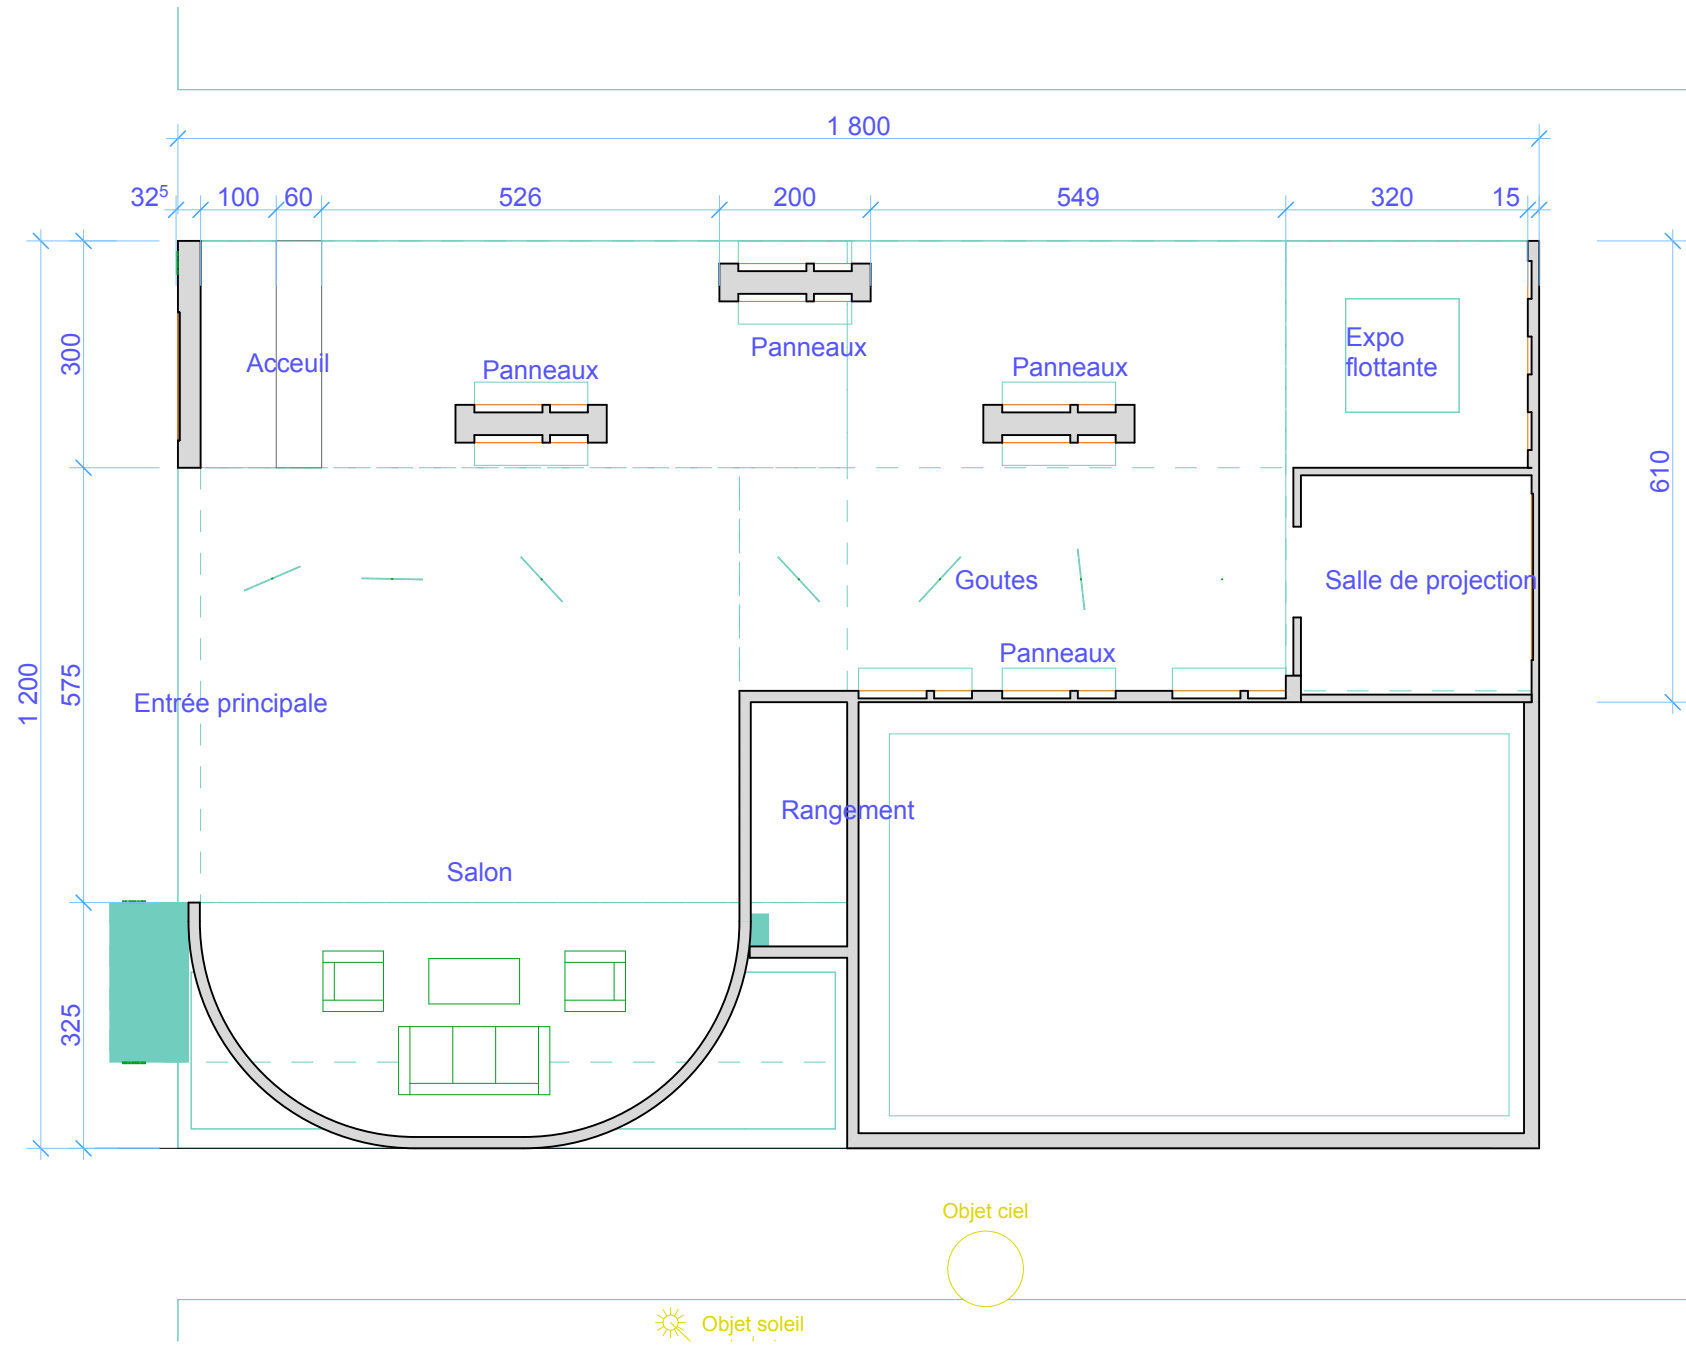 1 800
32⁵ 100 60 526 200 549 320 15
300
Acceuil
Panneaux
Panneaux
Panneaux
Expo
flottante
610
Goutes
Salle de projection
Panneaux
1 200
575
Entrée principale
Rangement
Salon
325
Objet ciel
Objet soleil